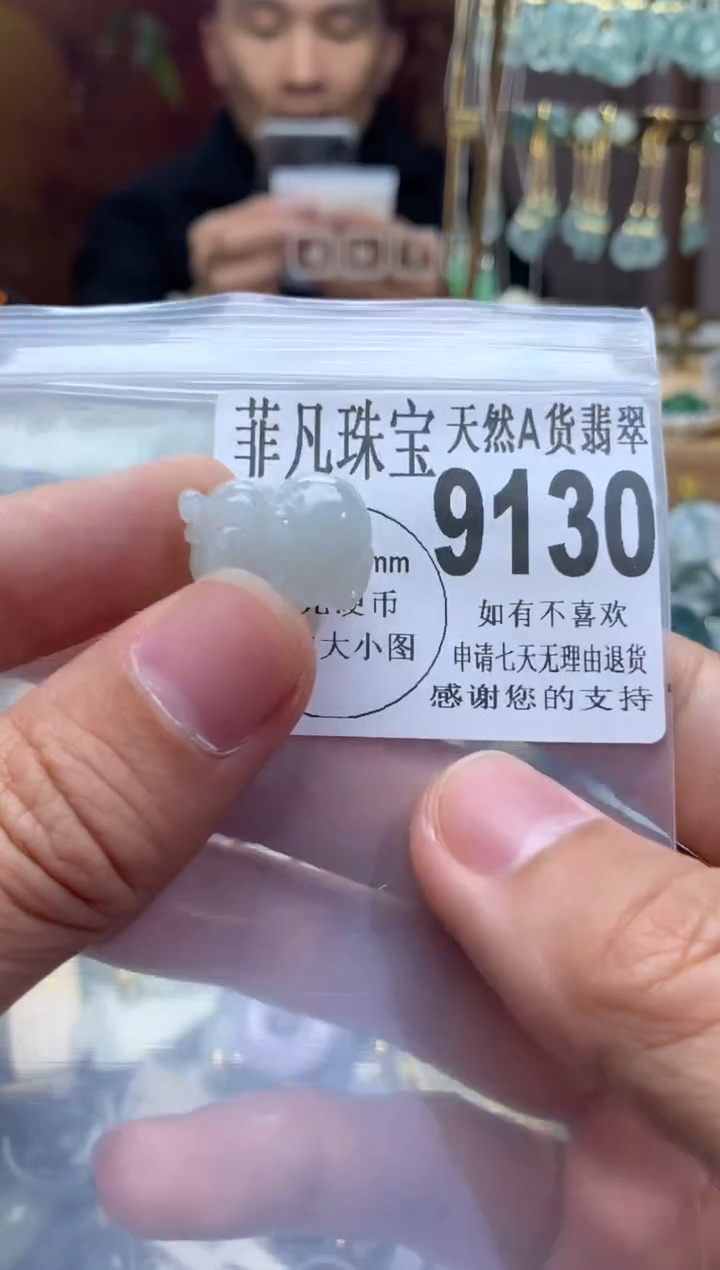 菲凡珠宝 天然A货翡翠
9130
mm
硬币
大小图
如有不喜欢
申请七天无理由退货
感谢您的支持